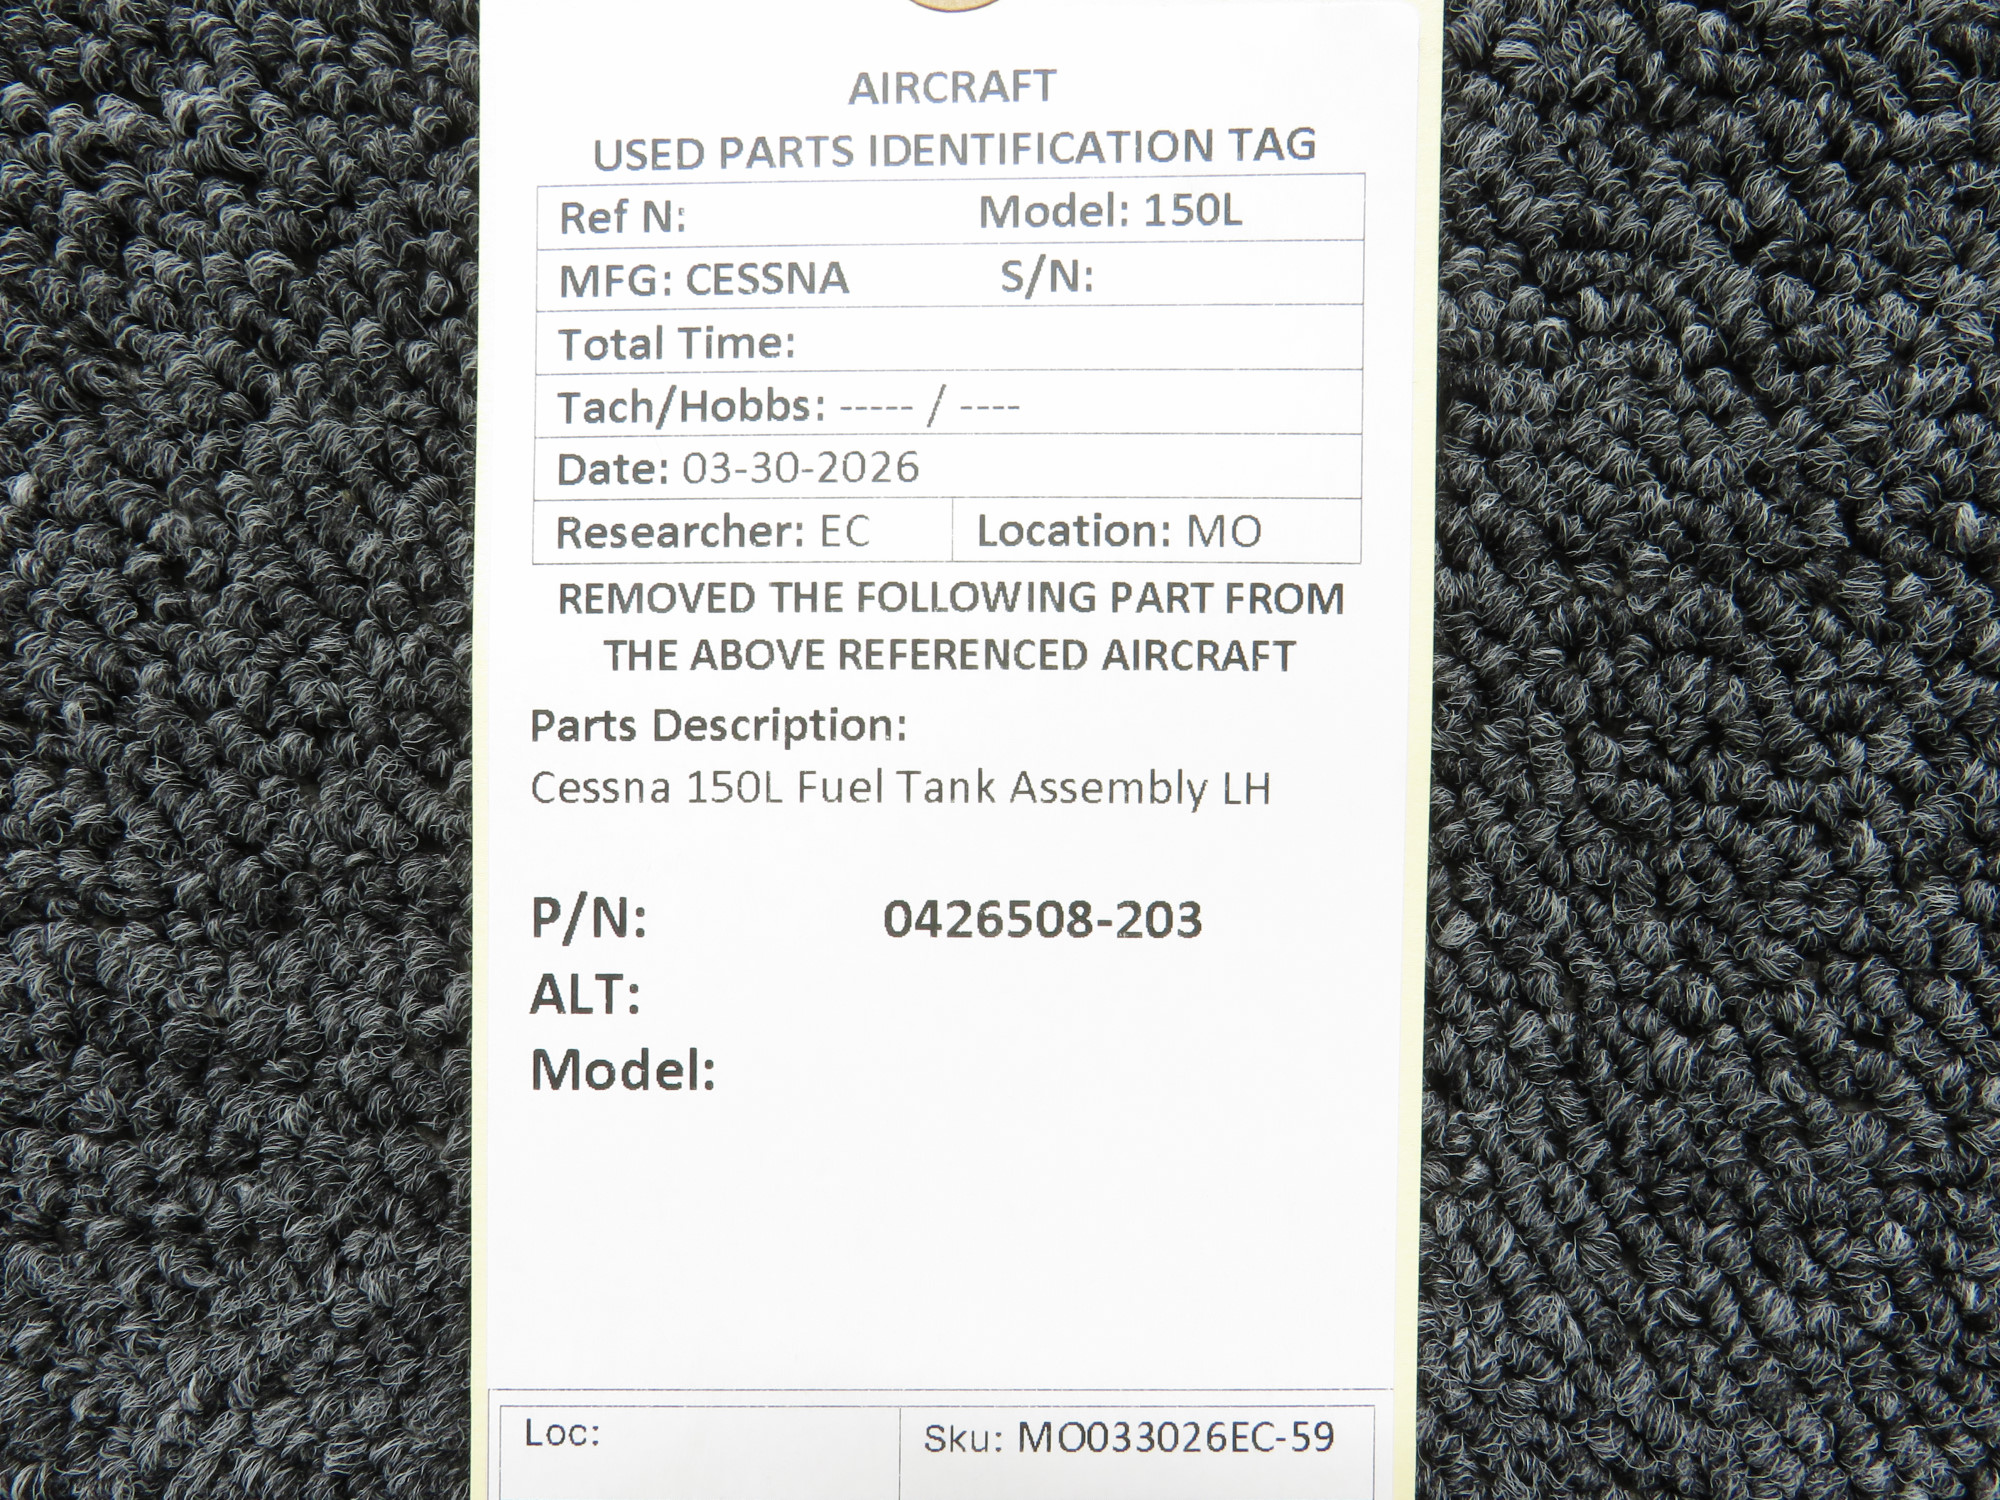 AIRCRAFT
USED PARTS IDENTIFICATION TAG
Ref N: Model: 150L
MFG: CESSNA S/N:
Total Time:
Tach/Hobbs: ----- / ----
Date: 03-30-2026
Researcher: EC Location: MO
REMOVED THE FOLLOWING PART FROM
THE ABOVE REFERENCED AIRCRAFT
Parts Description:
Cessna 150L Fuel Tank Assembly LH
P/N: 0426508-203
ALT:
Model:
Loc: Sku: MO033026EC-59